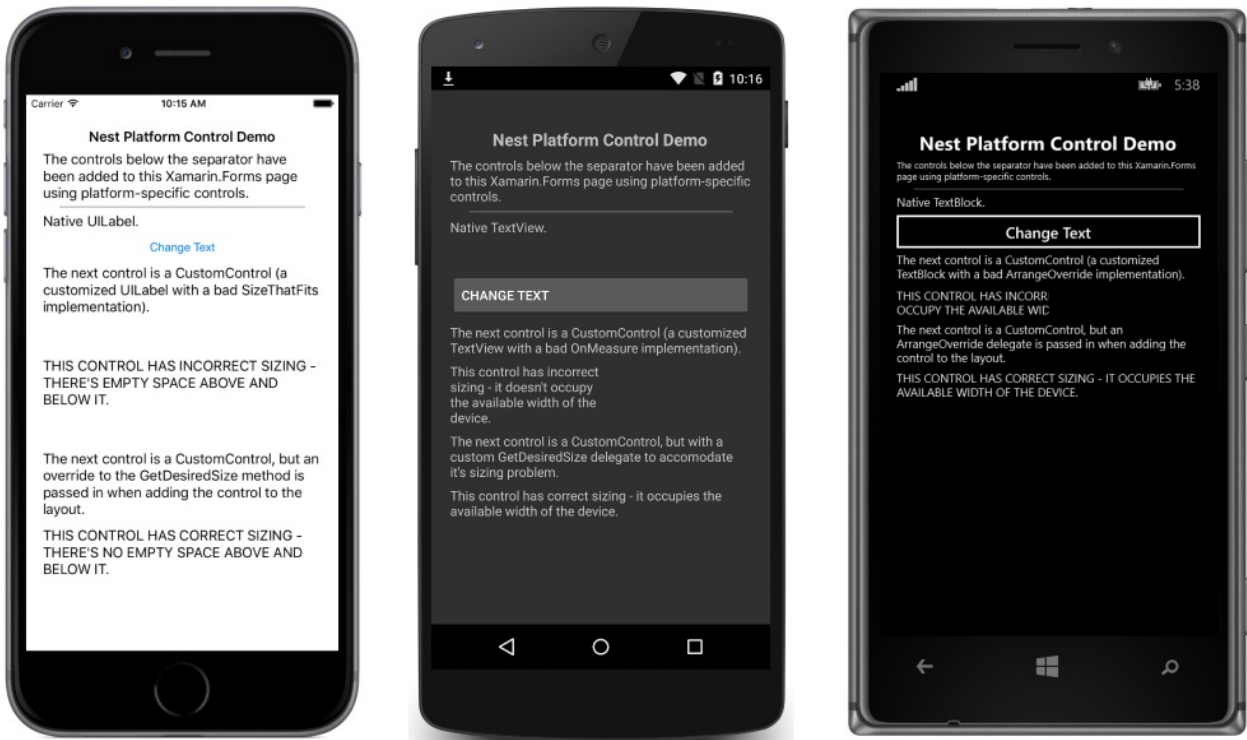 Carrier
10:15 AM
Nest Platform Control Demo
The controls below the separator have
been added to this Xamarin.Forms page
using platform-specific controls.
Native UILabel.
Change Text
The next control is a CustomControl (a
customized UILabel with a bad SizeThatFits
implementation).
THIS CONTROL HAS INCORRECT SIZING -
THERE'S EMPTY SPACE ABOVE AND
BELOW IT.
The next control is a CustomControl, but an
override to the GetDesiredSize method is
passed in when adding the control to the
layout.
THIS CONTROL HAS CORRECT SIZING -
THERE'S NO EMPTY SPACE ABOVE AND
BELOW IT.
10:16
Nest Platform Control Demo
The controls below the separator have been added
to this Xamarin.Forms page using platform-specific
controls.
Native TextView.
CHANGE TEXT
The next control is a CustomControl (a customized
TextView with a bad OnMeasure implementation).
This control has incorrect
sizing - it doesn't occupy
the available width of the
device.
The next control is a CustomControl, but with a
custom GetDesiredSize delegate to accomodate
it's sizing problem.
This control has correct sizing - it occupies the
available width of the device.
5:38
Nest Platform Control Demo
The controls below the separator have been added to this Xamarin.Forms
page using platform-specific controls.
Native TextBlock.
Change Text
The next control is a CustomControl (a customized
TextBlock with a bad ArrangeOverride implementation).
THIS CONTROL HAS INCORR
OCCUPY THE AVAILABLE WID
The next control is a CustomControl, but an
ArrangeOverride delegate is passed in when adding the
control to the layout.
THIS CONTROL HAS CORRECT SIZING - IT OCCUPIES THE
AVAILABLE WIDTH OF THE DEVICE.